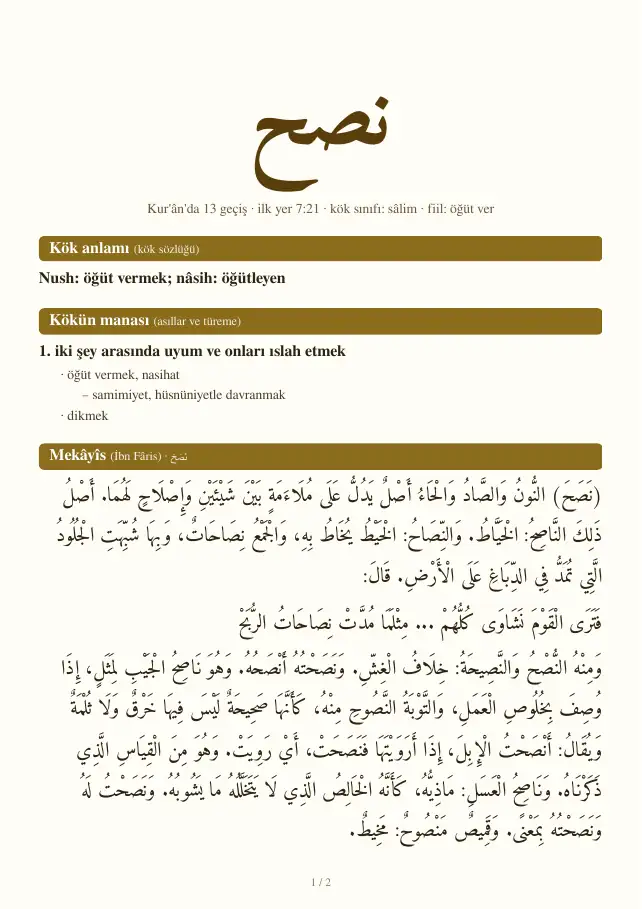 نصح
Kur'ân'da 13 geçiş · ilk yer 7:21 · kök sınıfı: sâlim · fiil: öğüt ver
Kök anlamı (kök sözlüğü)
Nush: öğüt vermek; nâsih: öğütleyen
Kökün manası (asıllar ve türeme)
1. iki şey arasında uyum ve onları ıslah etmek
· öğüt vermek, nasihat
– samimiyet, hüsnüniyetle davranmak
· dikmek
Mekâyîs (İbn Fâris) · نَصَحَ
(نَصَحَ) النُّونُ وَالصَّادُ وَالْحَاءُ أَصْلٌ يَدُلُّ عَلَى مُلَاءَمَةٍ بَيْنَ شَيْئَيْنِ وَإِصْلَاحٍ لَهُمَا. أَصْلُ
ذَلِكَ النَّاصِحُ: الْخَيَّاطُ. وَالنِّصَاحُ: الْخَيْطُ يُخَاطُ بِهِ، وَالْجَمْعُ نِصَاحَاتٌ، وَبِهَا شُبِّهَتِ الْجُلُودُ
الَّتِي تُمَدُّ فِي الدِّبَاغِ عَلَى الْأَرْضِ. قَالَ:
فَتَرَى الْقَوْمَ نَشَاوَى كُلُّهُمْ ... مِثْلَمَا مُدَّتْ نِصَاحَاتُ الرُّبَحْ
وَمِنْهُ النُّصْحُ وَالنَّصِيحَةُ: خِلَافُ الْغِشِّ. وَنَصَحْتُهُ أَنْصَحُهُ. وَهُوَ نَاصِحُ الْجَيْبِ لِمَثَلٍ، إِذَا
وُصِفَ بِخُلُوصِ الْعَمَلِ، وَالتَّوْبَةُ النَّصُوحُ مِنْهُ، كَأَنَّهَا صَحِيحَةٌ لَيْسَ فِيهَا خَرْقٌ وَلَا ثُلْمَةٌ
وَيُقَالُ: أَنْصَحْتُ الْإِبِلَ، إِذَا أَرْوَيْتَهَا فَنَصَحَتْ، أَيْ رَوِيَتْ. وَهُوَ مِنَ الْقِيَاسِ الَّذِي
ذَكَرْنَاهُ. وَنَاصِحُ الْعَسَلِ: مَاذِيُّهُ، كَأَنَّهُ الْخَالِصُ الَّذِي لَا يَتَخَلَّلُهُ مَا يَشُوبُهُ. وَنَصَحْتُ لَهُ
وَنَصَحْتُهُ بِمَعْنًى. وَقَمِيصٌ مَنْصُوحٌ: مَخِيطٌ.
1 / 2